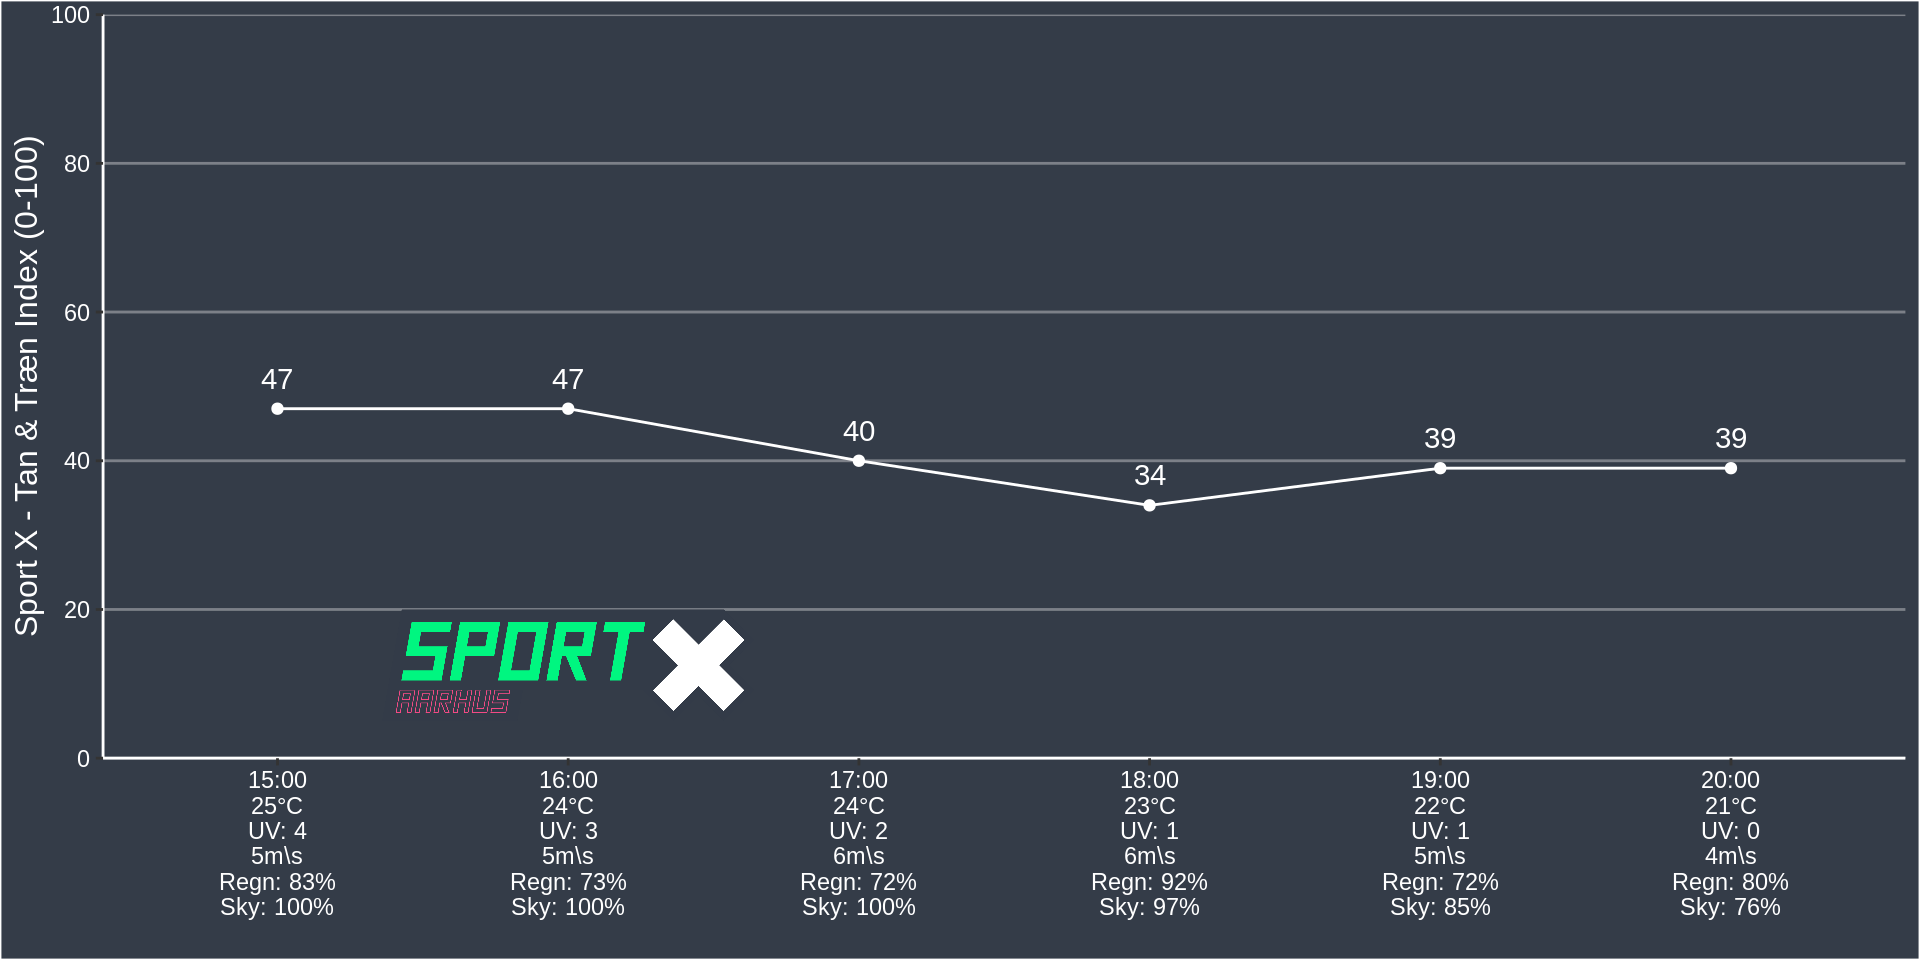 Sport X - Tan & Træn Index (0-100)
100
80
60
40
20
0
47
47
40
34
39
39
SPORT X
AARHUS
15:00
25°C
UV: 4
5m\s
Regn: 83%
Sky: 100%
16:00
24°C
UV: 3
5m\s
Regn: 73%
Sky: 100%
17:00
24°C
UV: 2
6m\s
Regn: 72%
Sky: 100%
18:00
23°C
UV: 1
6m\s
Regn: 92%
Sky: 97%
19:00
22°C
UV: 1
5m\s
Regn: 72%
Sky: 85%
20:00
21°C
UV: 0
4m\s
Regn: 80%
Sky: 76%